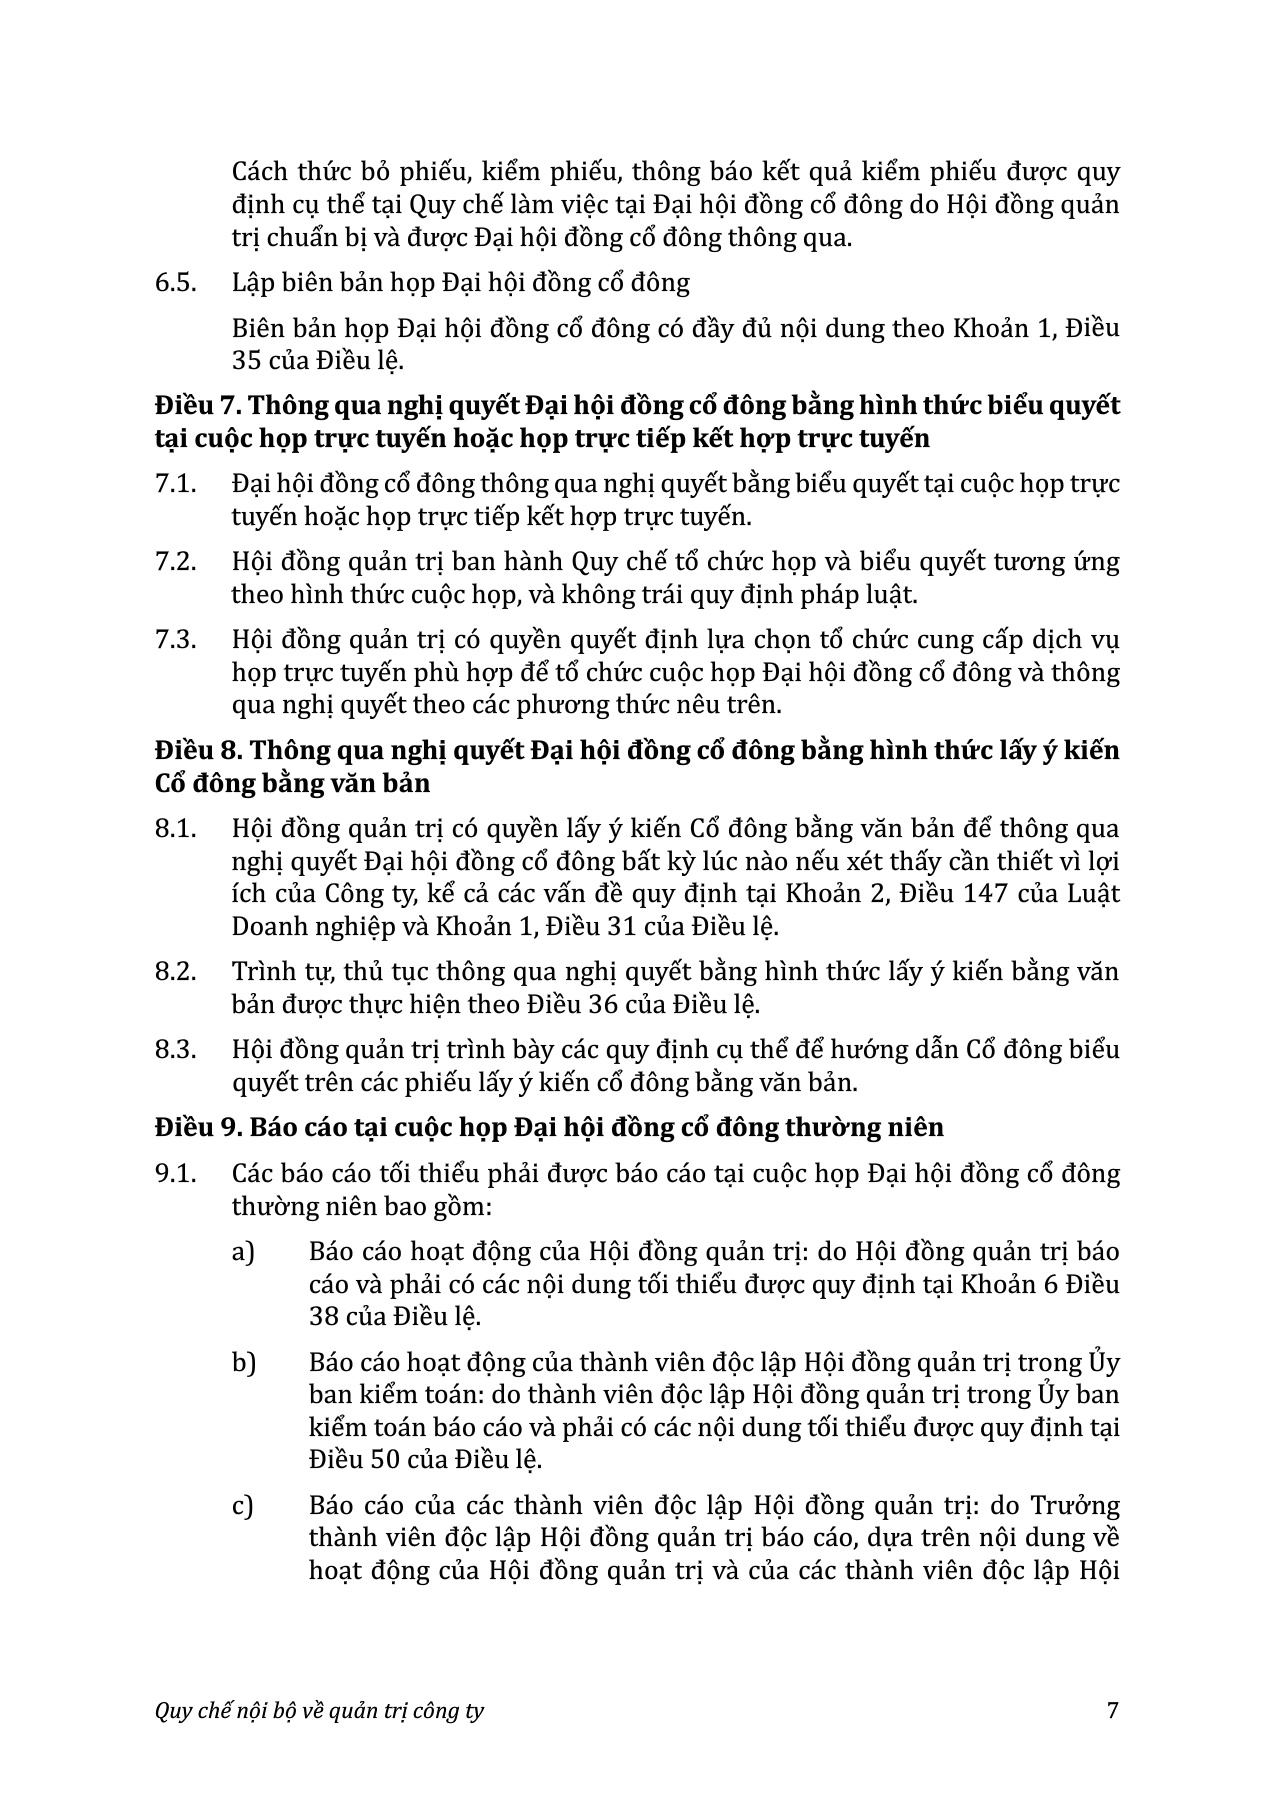 Cách thức bỏ phiếu, kiểm phiếu, thông báo kết quả kiểm phiếu được quy
định cụ thể tại Quy chế làm việc tại Đại hội đồng cổ đông do Hội đồng quản
trị chuẩn bị và được Đại hội đồng cổ đông thông qua.
6.5. Lập biên bản họp Đại hội đồng cổ đông
Biên bản họp Đại hội đồng cổ đông có đầy đủ nội dung theo Khoản 1, Điều
35 của Điều lệ.
Điều 7. Thông qua nghị quyết Đại hội đồng cổ đông bằng hình thức biểu quyết
tại cuộc họp trực tuyến hoặc họp trực tiếp kết hợp trực tuyến
7.1. Đại hội đồng cổ đông thông qua nghị quyết bằng biểu quyết tại cuộc họp trực
tuyến hoặc họp trực tiếp kết hợp trực tuyến.
7.2. Hội đồng quản trị ban hành Quy chế tổ chức họp và biểu quyết tương ứng
theo hình thức cuộc họp, và không trái quy định pháp luật.
7.3. Hội đồng quản trị có quyền quyết định lựa chọn tổ chức cung cấp dịch vụ
họp trực tuyến phù hợp để tổ chức cuộc họp Đại hội đồng cổ đông và thông
qua nghị quyết theo các phương thức nêu trên.
Điều 8. Thông qua nghị quyết Đại hội đồng cổ đông bằng hình thức lấy ý kiến
Cổ đông bằng văn bản
8.1. Hội đồng quản trị có quyền lấy ý kiến Cổ đông bằng văn bản để thông qua
nghị quyết Đại hội đồng cổ đông bất kỳ lúc nào nếu xét thấy cần thiết vì lợi
ích của Công ty, kể cả các vấn đề quy định tại Khoản 2, Điều 147 của Luật
Doanh nghiệp và Khoản 1, Điều 31 của Điều lệ.
8.2. Trình tự, thủ tục thông qua nghị quyết bằng hình thức lấy ý kiến bằng văn
bản được thực hiện theo Điều 36 của Điều lệ.
8.3. Hội đồng quản trị trình bày các quy định cụ thể để hướng dẫn Cổ đông biểu
quyết trên các phiếu lấy ý kiến cổ đông bằng văn bản.
Điều 9. Báo cáo tại cuộc họp Đại hội đồng cổ đông thường niên
9.1. Các báo cáo tối thiểu phải được báo cáo tại cuộc họp Đại hội đồng cổ đông
thường niên bao gồm:
a) Báo cáo hoạt động của Hội đồng quản trị: do Hội đồng quản trị báo
cáo và phải có các nội dung tối thiểu được quy định tại Khoản 6 Điều
38 của Điều lệ.
b) Báo cáo hoạt động của thành viên độc lập Hội đồng quản trị trong Ủy
ban kiểm toán: do thành viên độc lập Hội đồng quản trị trong Ủy ban
kiểm toán báo cáo và phải có các nội dung tối thiểu được quy định tại
Điều 50 của Điều lệ.
c) Báo cáo của các thành viên độc lập Hội đồng quản trị: do Trưởng
thành viên độc lập Hội đồng quản trị báo cáo, dựa trên nội dung về
hoạt động của Hội đồng quản trị và của các thành viên độc lập Hội
Quy chế nội bộ về quản trị công ty 7